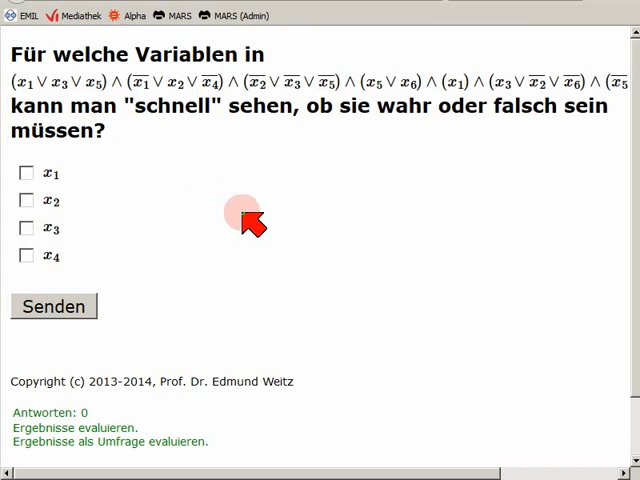 EMIL Mediathek Alpha MARS MARS (Admin)
Für welche Variablen in
(x₁ ∨ x₃ ∨ x₅) ∧ (x̅₁ ∨ x₂ ∨ x̅₄) ∧ (x̅₂ ∨ x̅₃ ∨ x̅₅) ∧ (x₅ ∨ x₆) ∧ (x₁) ∧ (x₃ ∨ x̅₂ ∨ x̅₆) ∧ (x̅₅
kann man "schnell" sehen, ob sie wahr oder falsch sein
müssen?
x₁
x₂
x₃
x₄
Senden
Copyright (c) 2013-2014, Prof. Dr. Edmund Weitz
Antworten: 0
Ergebnisse evaluieren.
Ergebnisse als Umfrage evaluieren.